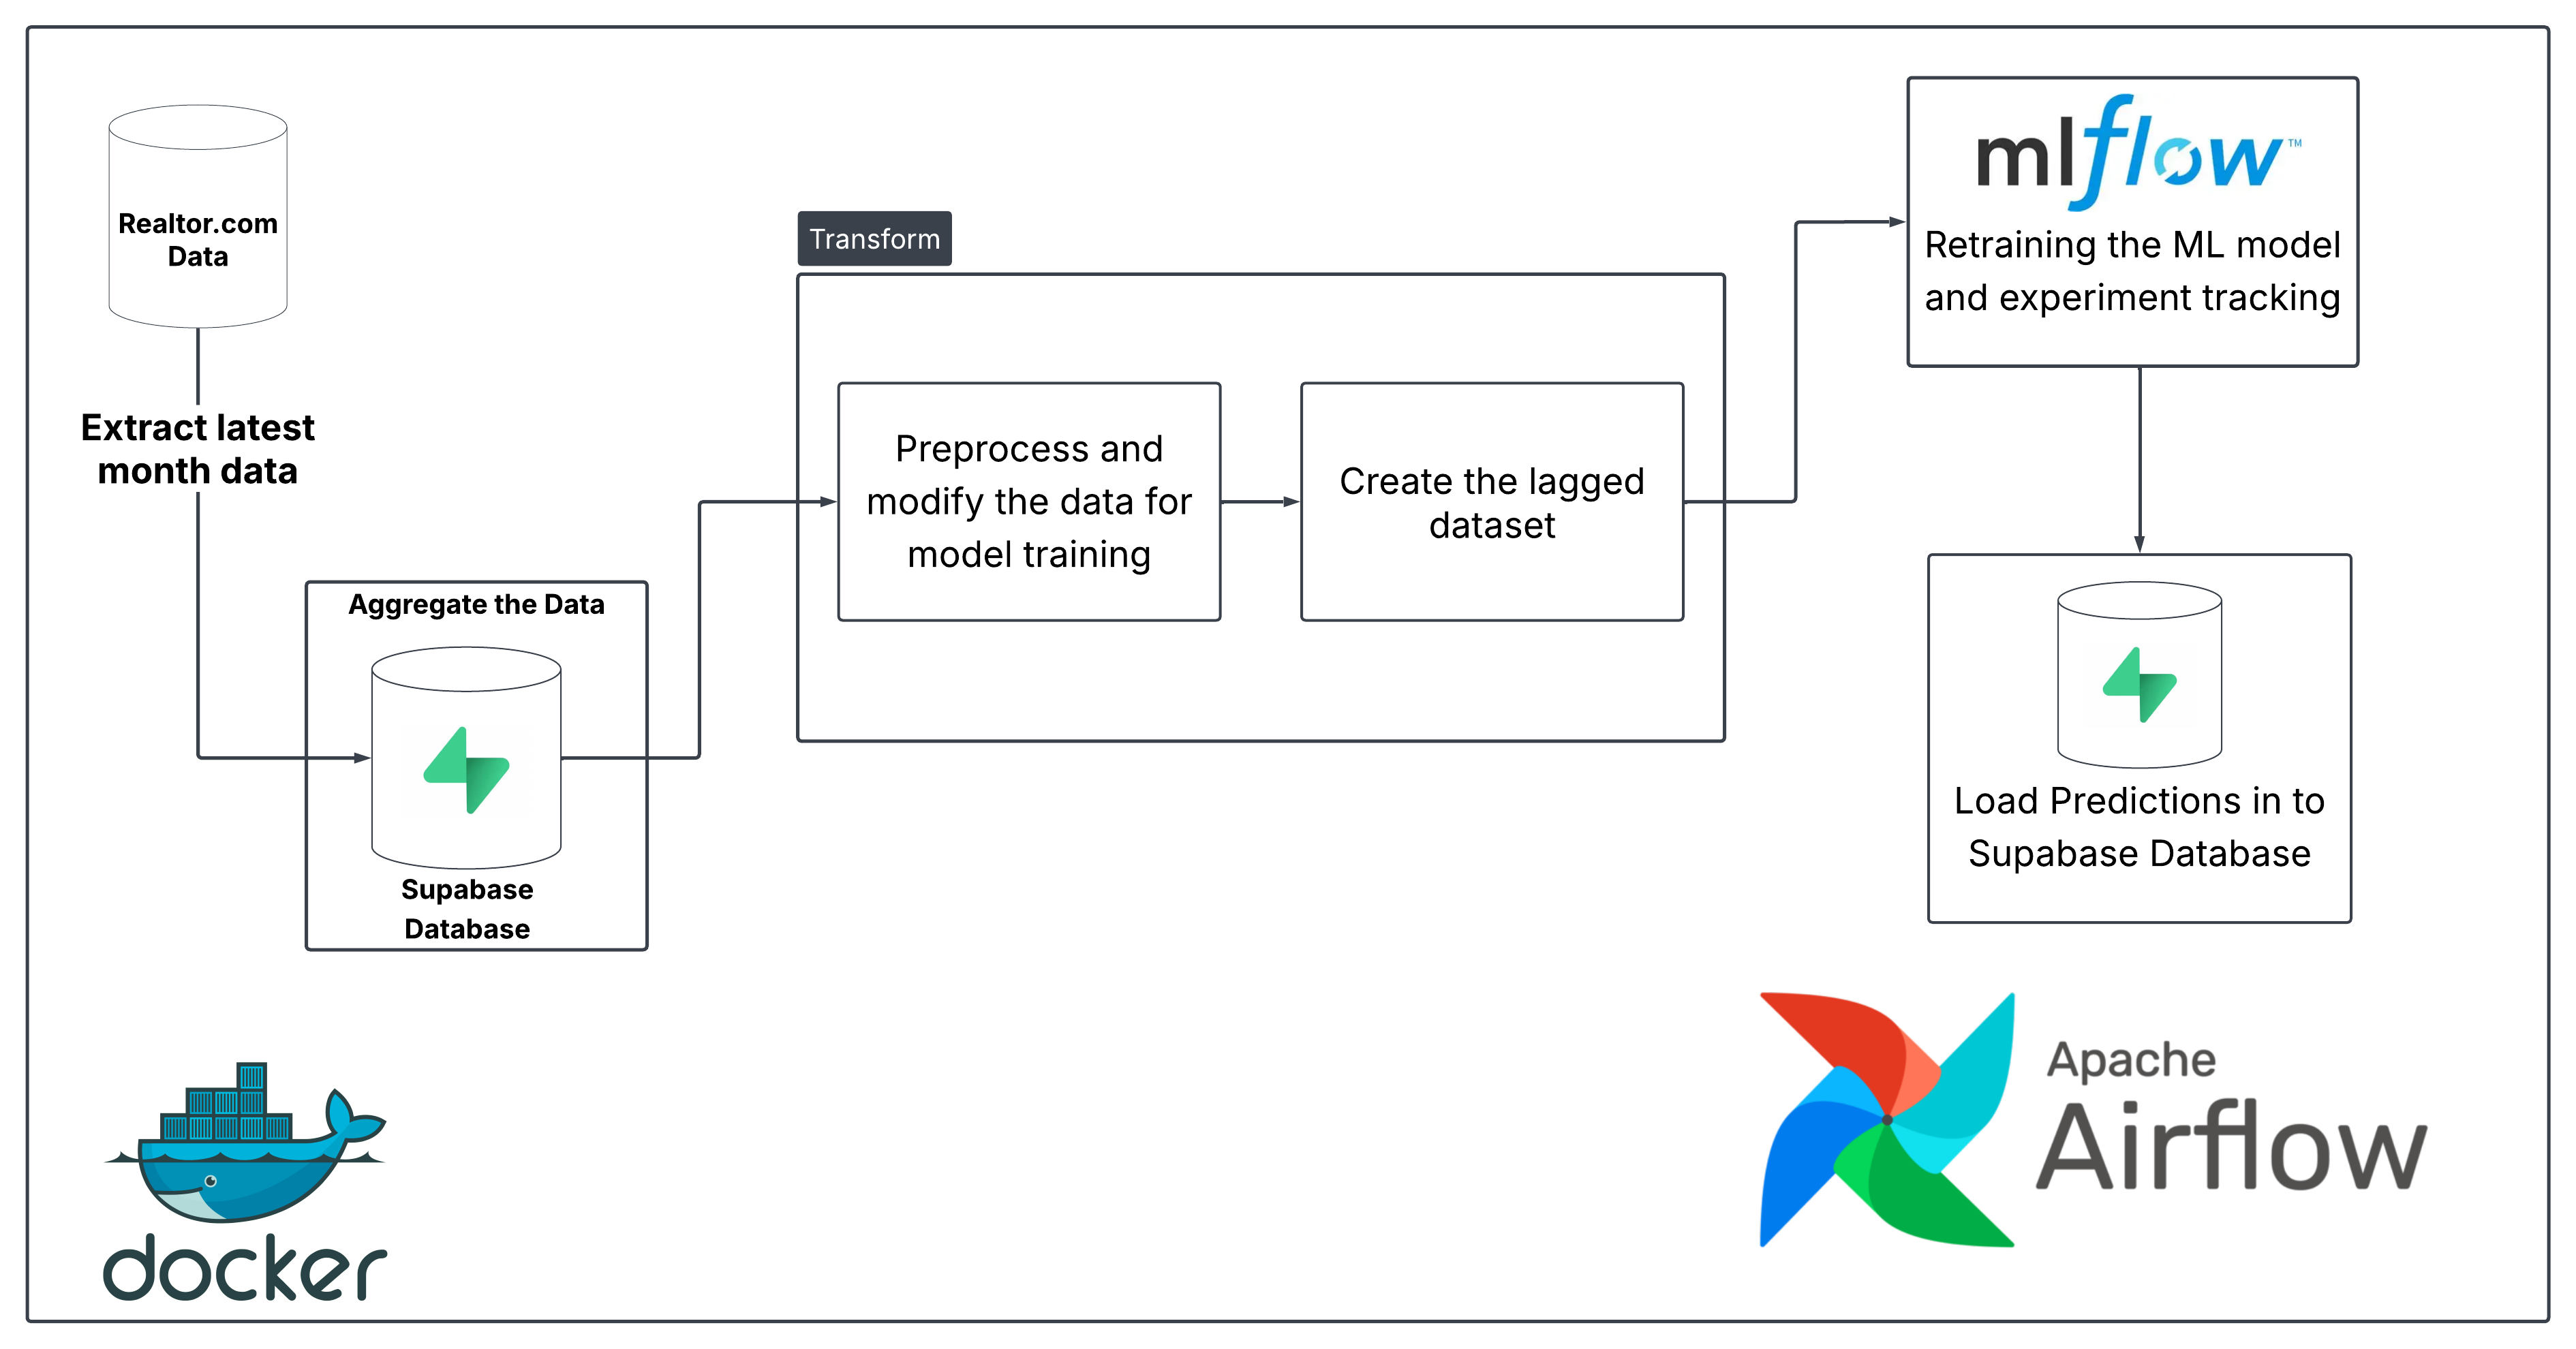 Realtor.com
Data
Extract latest
month data
Aggregate the Data
Supabase
Database
Transform
Preprocess and
modify the data for
model training
Create the lagged
dataset
mlflow™
Retraining the ML model
and experiment tracking
Load Predictions in to
Supabase Database
docker
Apache
Airflow